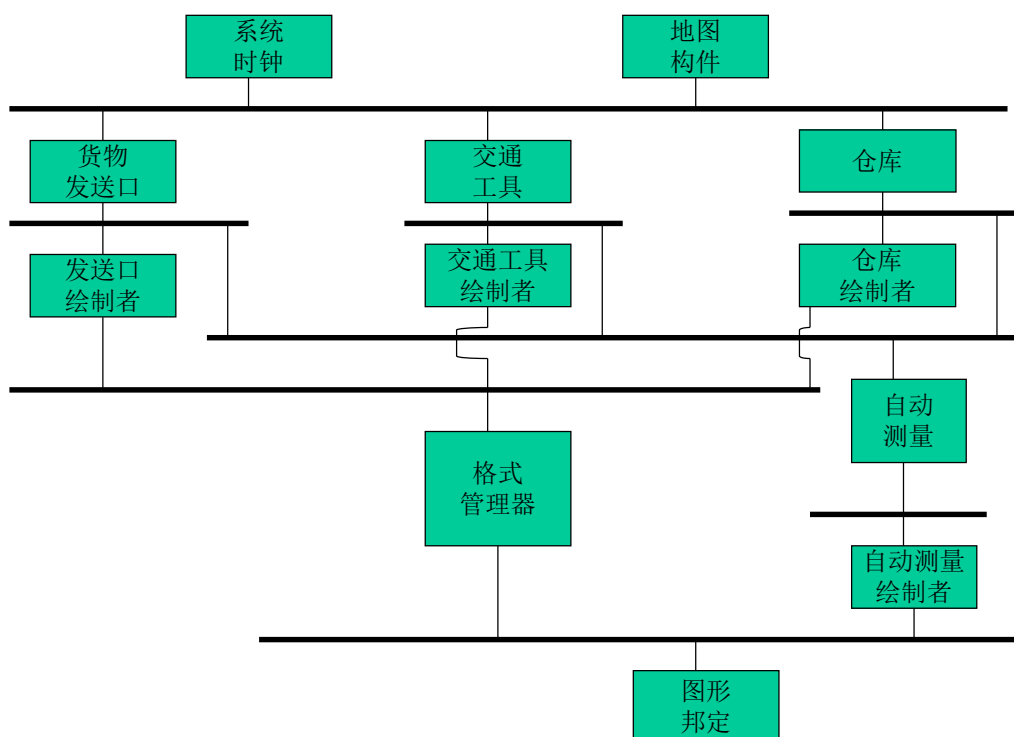 系统
时钟
地图
构件
货物
发送口
交通
工具
仓库
发送口
绘制者
交通工具
绘制者
仓库
绘制者
自动
测量
格式
管理器
自动测量
绘制者
图形
邦定